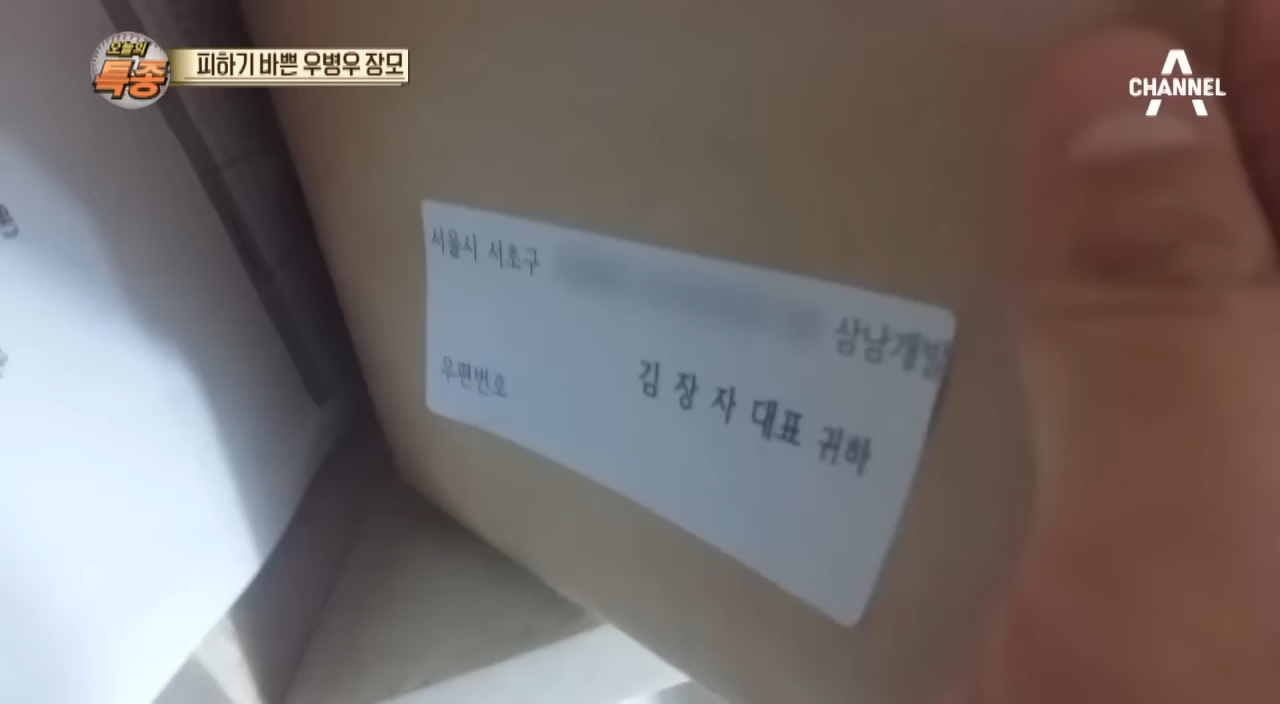 오늘의
특종
피하기 바쁜 우병우 장모
CHANNEL A
서울시 서초구
삼남개발
우편번호
김 장 자 대표 귀하